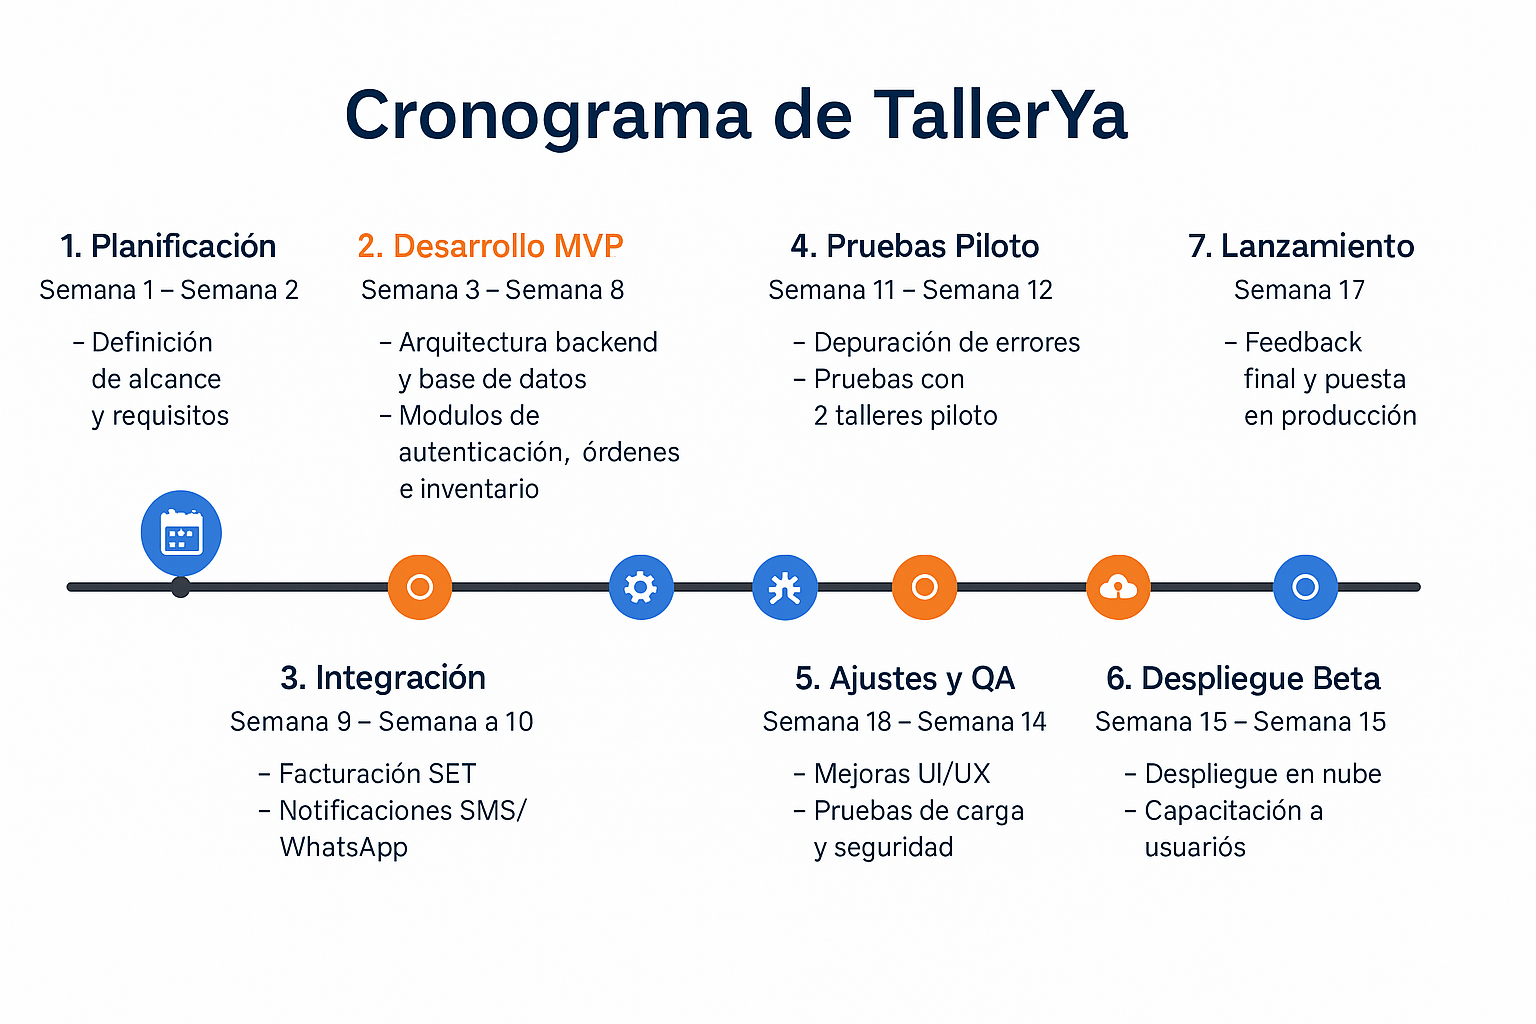 Cronograma de TallerYa
1. Planificación
Semana 1 – Semana 2
– Definición
de alcance
y requisitos
2. Desarrollo MVP
Semana 3 – Semana 8
– Arquitectura backend
y base de datos
– Modulos de
autenticación, órdenes
e inventario
4. Pruebas Piloto
Semana 11 – Semana 12
– Depuración de errores
– Pruebas con
2 talleres piloto
7. Lanzamiento
Semana 17
– Feedback
final y puesta
en producción
3. Integración
Semana 9 – Semana a 10
– Facturación SET
– Notificaciones SMS/
WhatsApp
5. Ajustes y QA
Semana 18 – Semana 14
– Mejoras UI/UX
– Pruebas de carga
y seguridad
6. Despliegue Beta
Semana 15 – Semana 15
– Despliegue en nube
– Capacitación a
usuariós